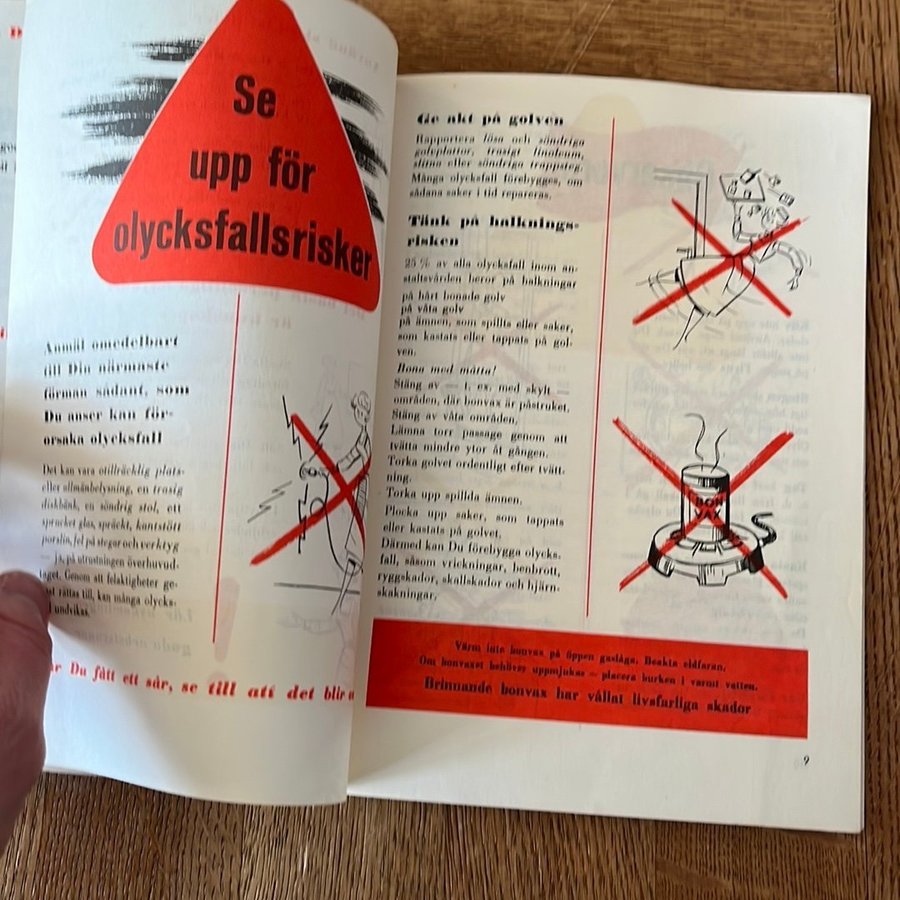 Se
upp för
olycksfallsrisker
Anmäl omedelbart
till Din närmaste
förman sådant, som
Du anser kan för-
orsaka olycksfall
Det kan vara otillräcklig plats-
eller allmänbelysning, en trasig
diskbänk, en söndrig stol, ett
sprucket glas, spräckt, kantstött
porslin, fel på stegar och verktyg
— ja, på utrustningen överhuvud-
taget. Genom att felaktigheter ge-
rättas till, kan många olycks-
undvikas.
Du fått ett sår, se till att det blir
Ge akt på golven
Rapportera lösa och söndriga
golvplattor, trasigt linoleum,
slitna eller söndriga trappsteg.
Många olycksfall förebygges, om
sådana saker i tid repareras.
Tänk på halknings-
risken
25 % av alla olycksfall inom an-
staltsvården beror på halkningar
på hårt bonade golv
på våta golv
på ämnen, som spillts eller saker,
som kastats eller tappats på gol-
ven.
Bona med måtta!
Stäng av — t. ex. med skylt —
områden, där bonvax är påstruket.
Stäng av våta områden.
Lämna torr passage genom att
tvätta mindre ytor åt gången.
Torka golvet ordentligt efter tvätt-
ning.
Torka upp spillda ämnen.
Plocka upp saker, som tappats
eller kastats på golvet.
Därmed kan Du förebygga olycks-
fall, såsom vrickningar, benbrott,
ryggskador, skallskador och hjärn-
skakningar.
BON
VAX
Värm inte bonvax på öppen gaslåga. Beakta eldfaran.
Om bonvaxet behöver uppmjukas — placera burken i varmt vatten.
Brinnande bonvax har vållat livsfarliga skador
9